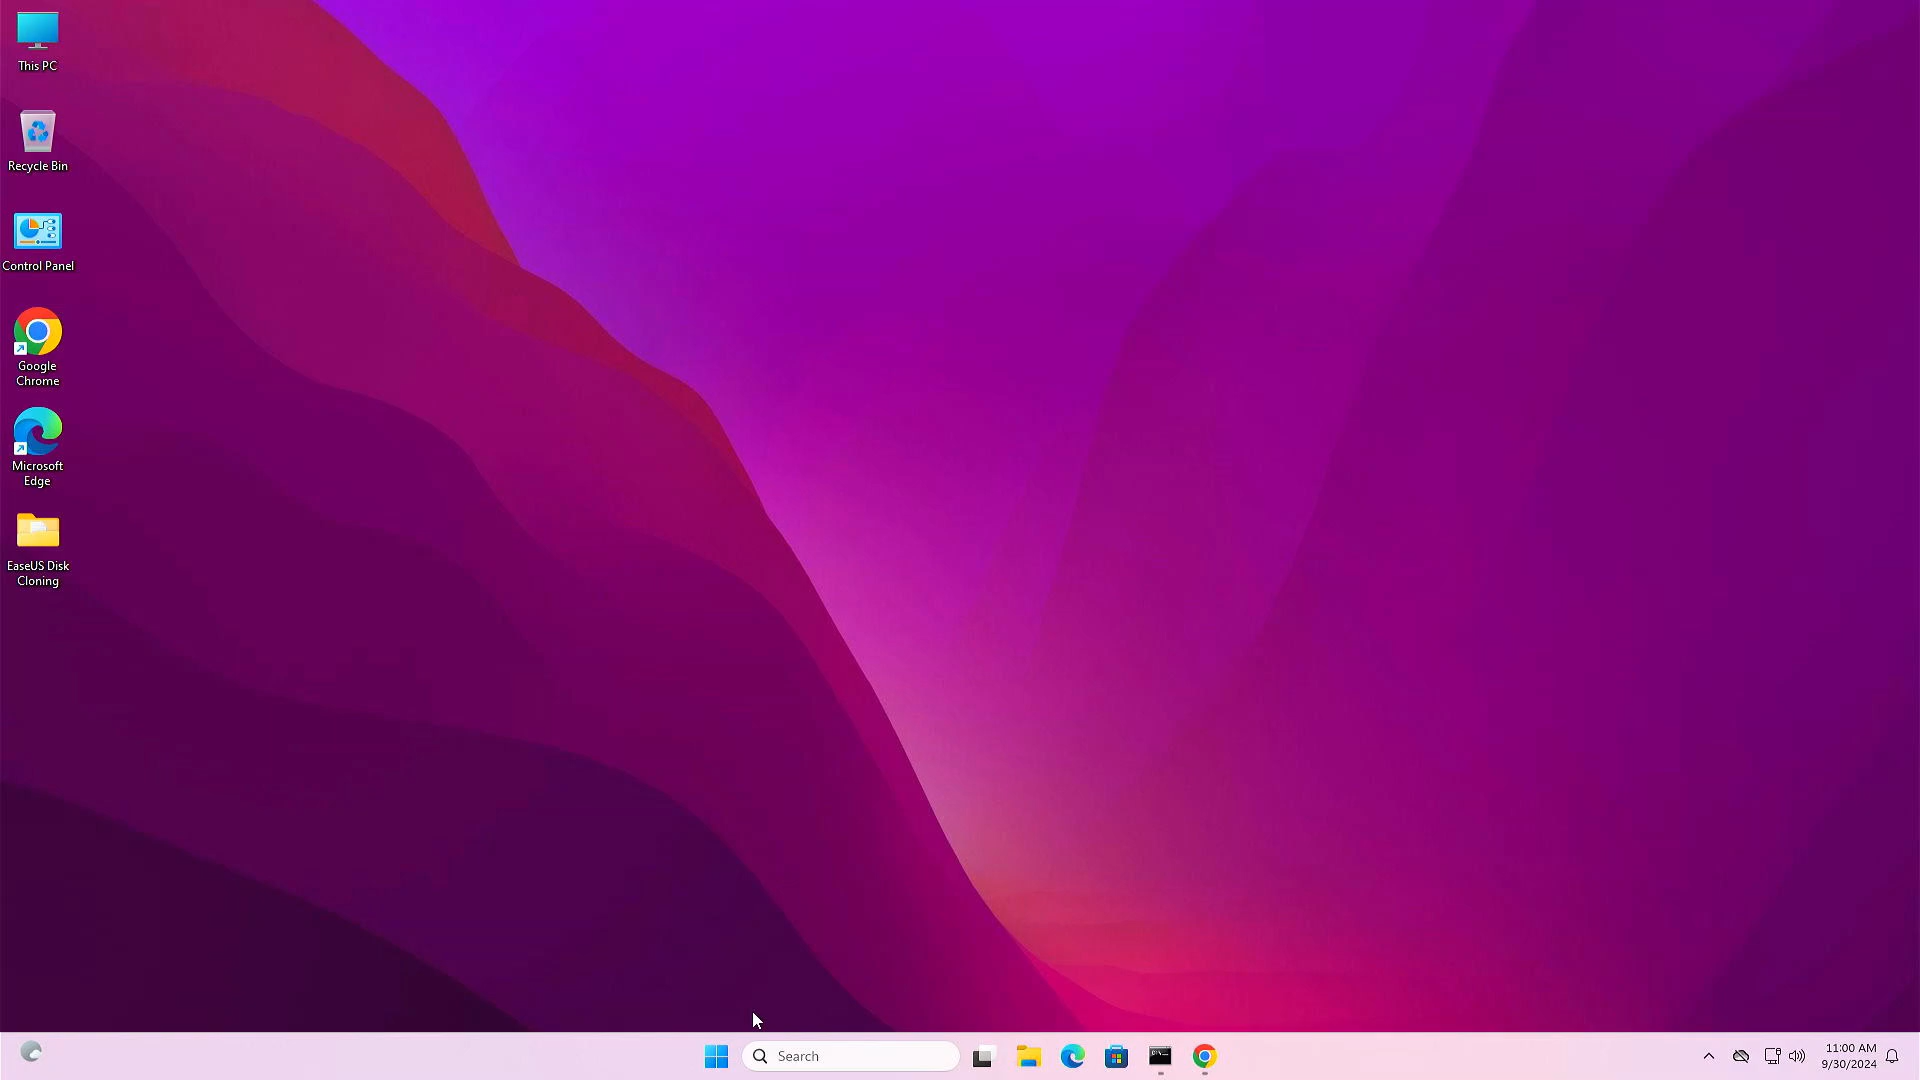 This PC
Recycle Bin
Control Panel
Google
Chrome
Microsoft
Edge
EaseUS Disk
Cloning
Search
11:00 AM
9/30/2024